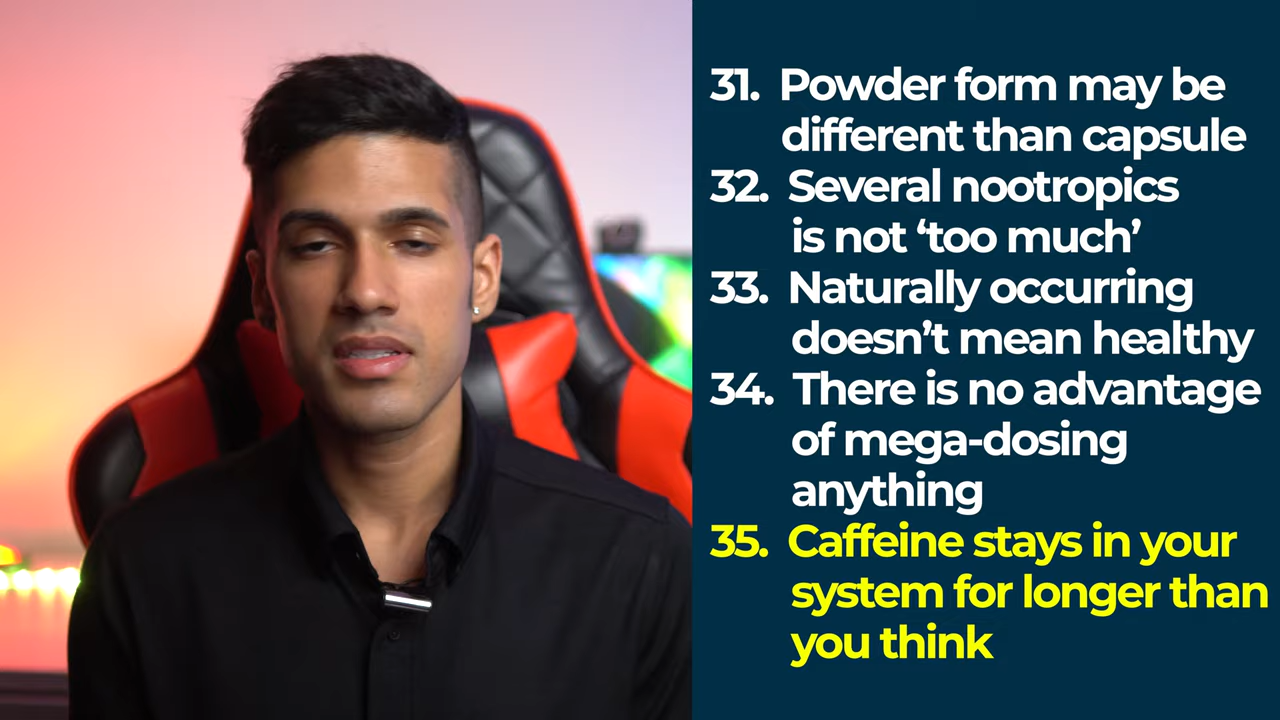 31. Powder form may be
different than capsule
32. Several nootropics
is not ‘too much’
33. Naturally occurring
doesn’t mean healthy
34. There is no advantage
of mega-dosing
anything
35. Caffeine stays in your
system for longer than
you think